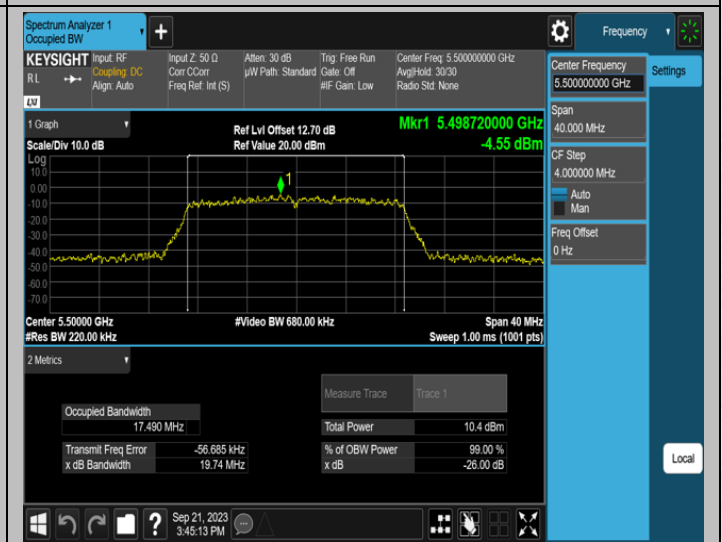 Spectrum Analyzer 1
Occupied BW
+
Frequency
KEYSIGHT
Input: RF
Coupling: DC
Align: Auto
Input Z: 50 Ω
Corr CCorr
Freq Ref: Int (S)
Atten: 30 dB
µW Path: Standard
Trig: Free Run
Gate: Off
#IF Gain: Low
Center Freq: 5.500000000 GHz
Avg|Hold: 30/30
Radio Std: None
RL
LXI
Center Frequency
5.500000000 GHz
Settings
Span
40.000 MHz
CF Step
4.000000 MHz
Auto
Man
Freq Offset
0 Hz
1 Graph
Scale/Div 10.0 dB
Ref Lvl Offset 12.70 dB
Ref Value 20.00 dBm
Mkr1 5.498720000 GHz
-4.55 dBm
Log
10.0
0.00
-10.0
-20.0
-30.0
-40.0
-50.0
-60.0
-70.0
1
Center 5.50000 GHz
#Res BW 220.00 kHz
#Video BW 680.00 kHz
Span 40 MHz
Sweep 1.00 ms (1001 pts)
2 Metrics
Measure Trace Trace 1
Occupied Bandwidth
17.490 MHz
Total Power 10.4 dBm
Transmit Freq Error -56.685 kHz
% of OBW Power 99.00 %
x dB Bandwidth 19.74 MHz
x dB -26.00 dB
Local
?
Sep 21, 2023
3:45:13 PM